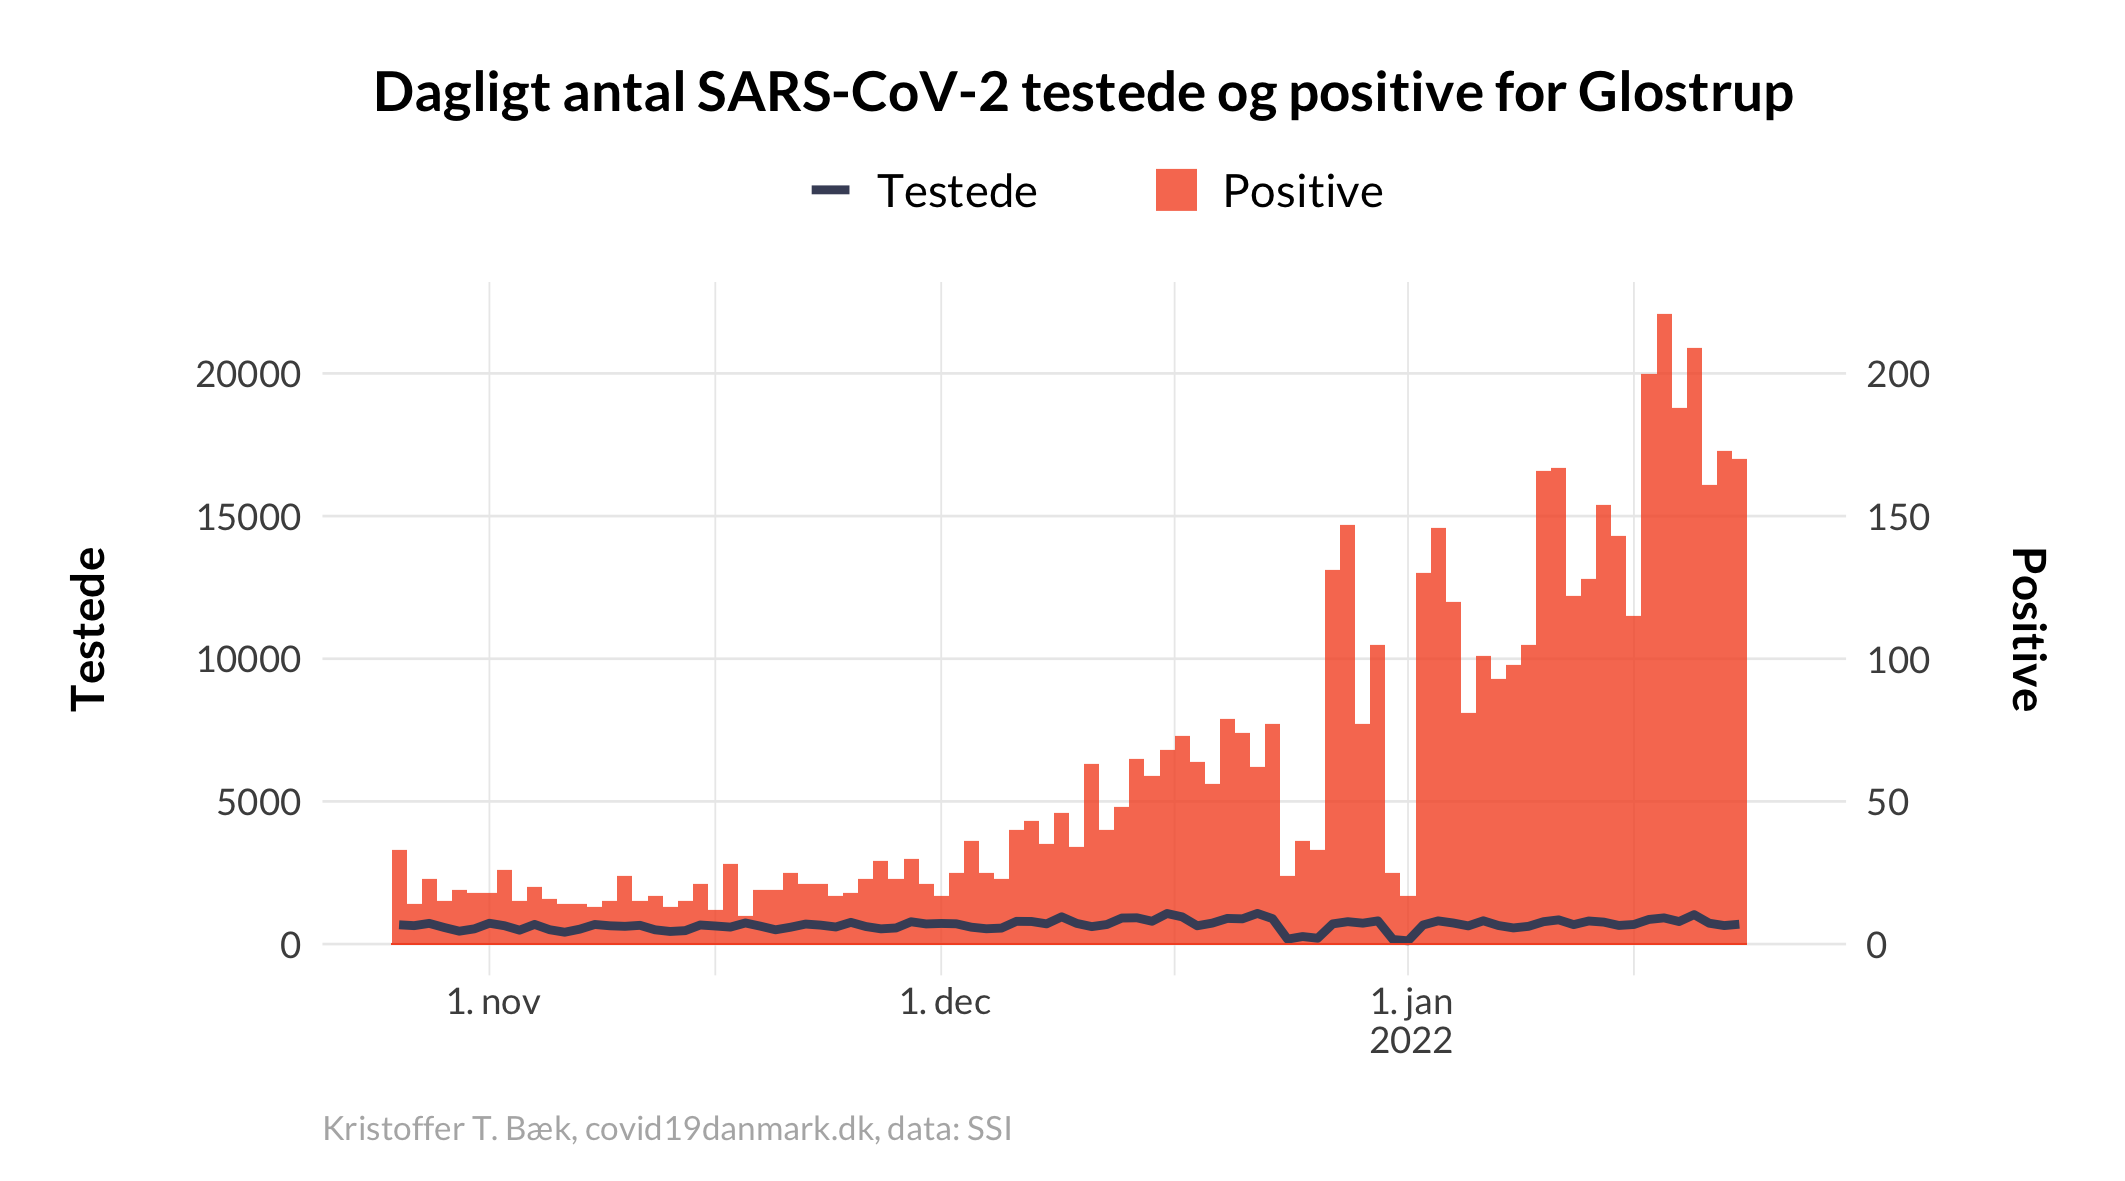 Dagligt antal SARS-CoV-2 testede og positive for Glostrup
Testede
Positive
20000
15000
10000
5000
0
Testede
200
150
100
50
0
Positive
1. nov
1. dec
1. jan
2022
Kristoffer T. Bæk, covid19danmark.dk, data: SSI